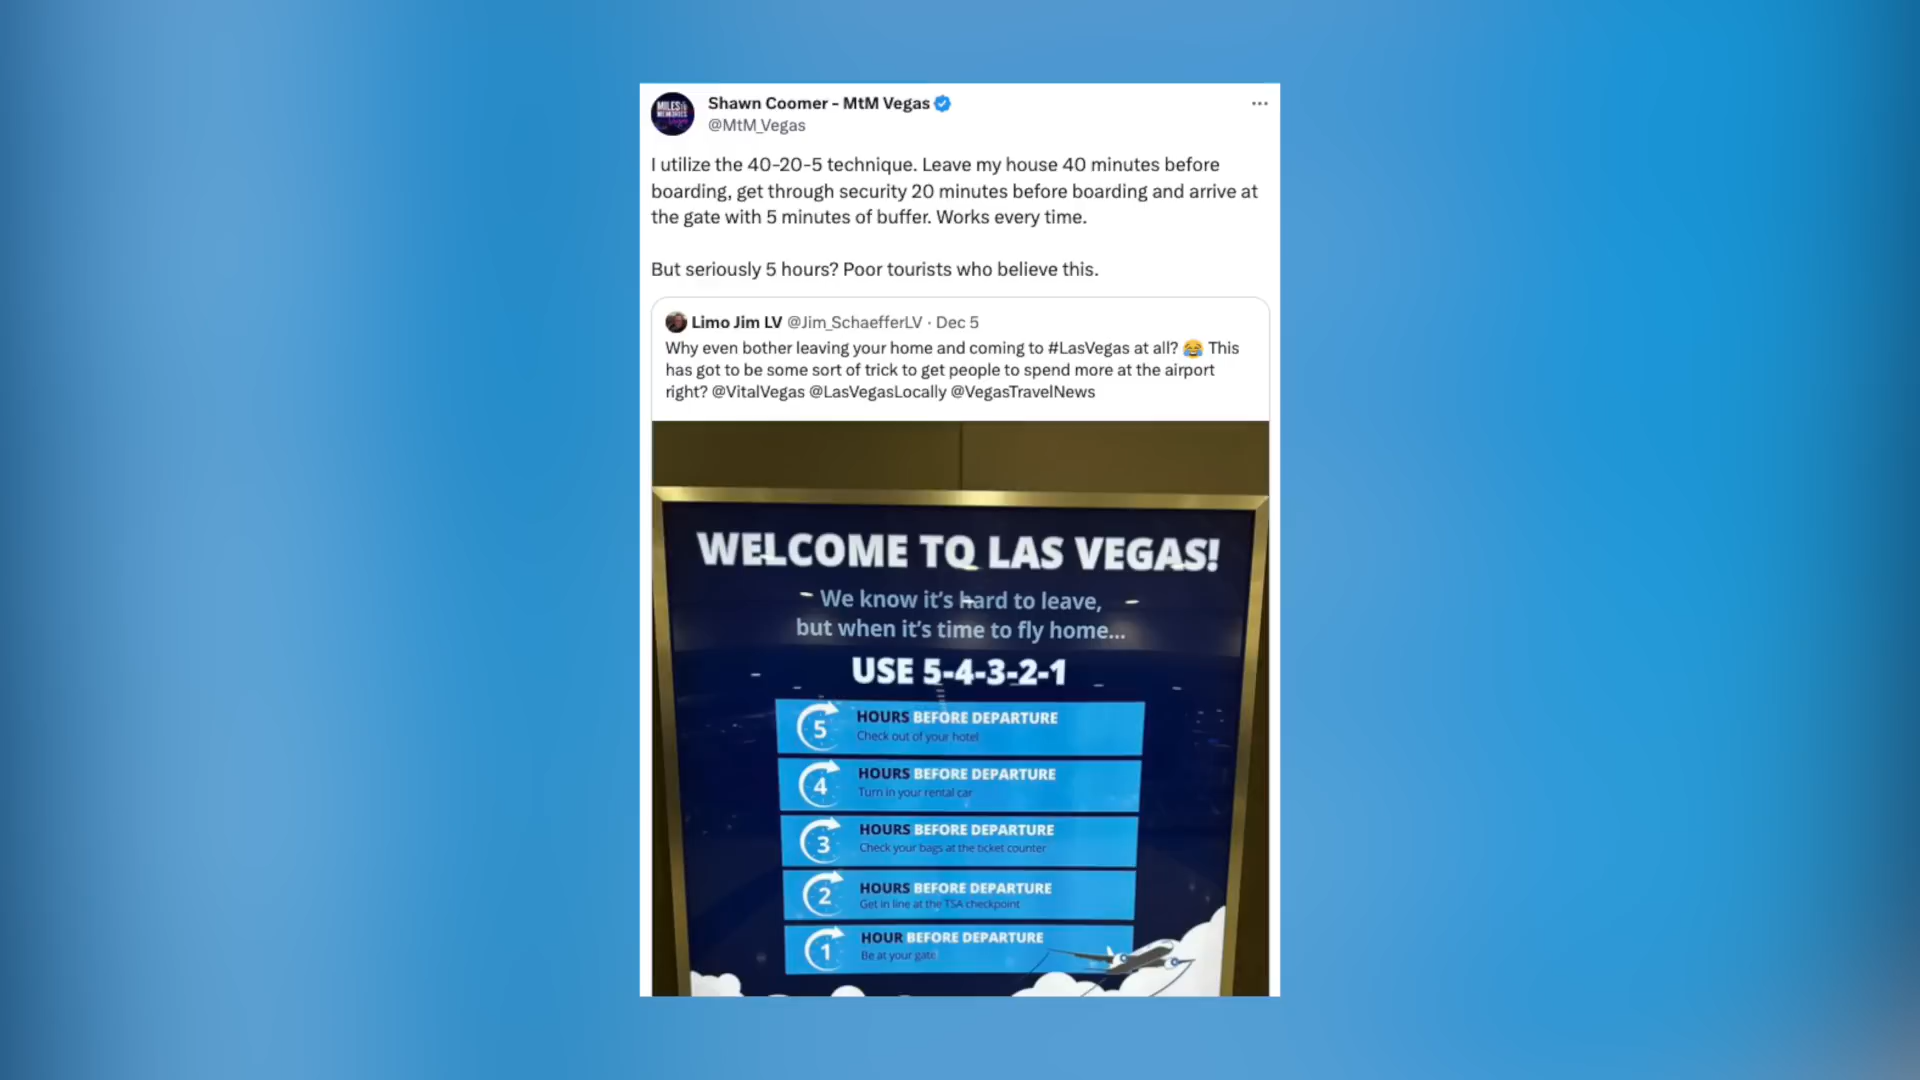 MILES
MEMORIES
Vegas
Shawn Coomer - MtM Vegas
@MtM_Vegas
I utilize the 40-20-5 technique. Leave my house 40 minutes before
boarding, get through security 20 minutes before boarding and arrive at
the gate with 5 minutes of buffer. Works every time.
But seriously 5 hours? Poor tourists who believe this.
Limo Jim LV @Jim_SchaefferLV · Dec 5
Why even bother leaving your home and coming to #LasVegas at all? 😂 This
has got to be some sort of trick to get people to spend more at the airport
right? @VitalVegas @LasVegasLocally @VegasTravelNews
WELCOME TO LAS VEGAS!
We know it's hard to leave,
but when it's time to fly home...
USE 5-4-3-2-1
5 HOURS BEFORE DEPARTURE
Check out of your hotel
4 HOURS BEFORE DEPARTURE
Turn in your rental car
3 HOURS BEFORE DEPARTURE
Check your bags at the ticket counter
2 HOURS BEFORE DEPARTURE
Get in line at the TSA checkpoint
1 HOUR BEFORE DEPARTURE
Be at your gate